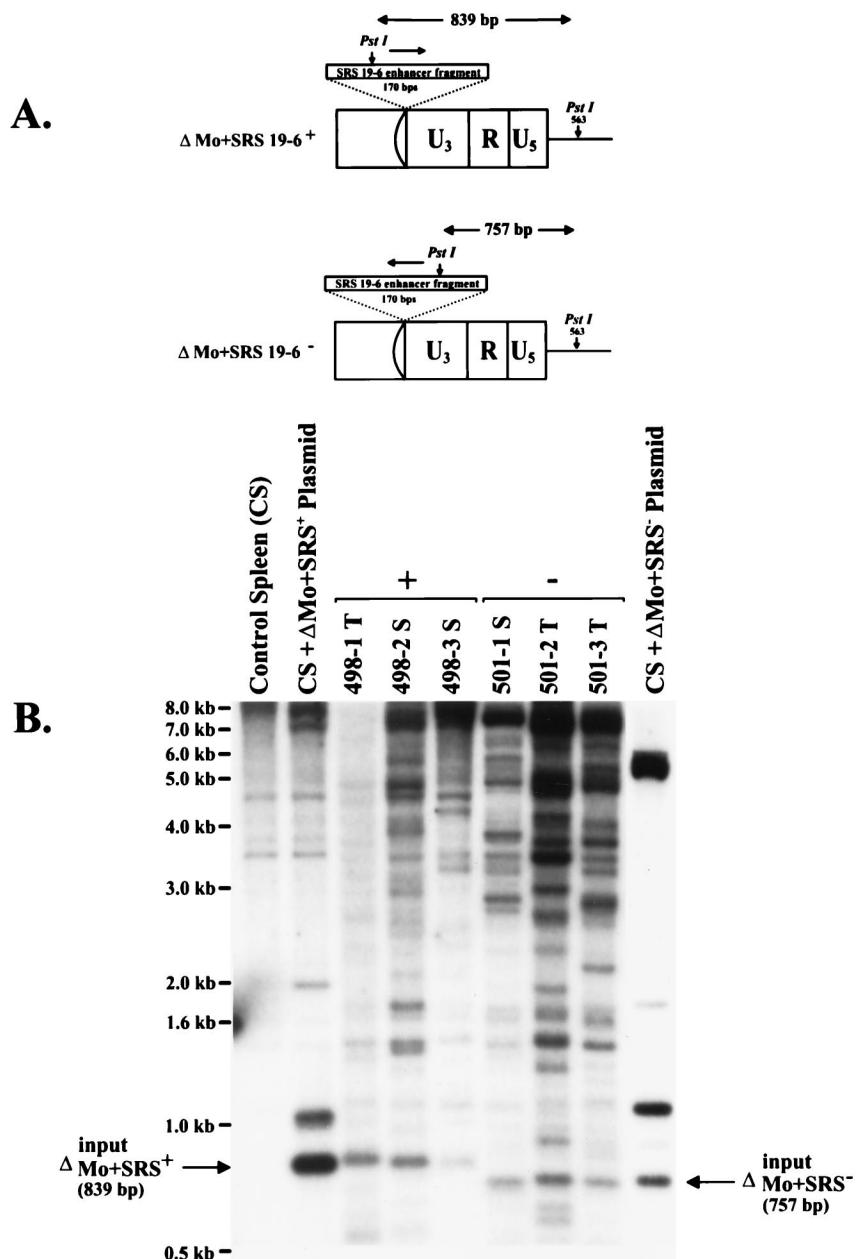 A.
839 bp
Pst I
SRS 19-6 enhancer fragment
170 bps
Pst I
563
Δ Mo+SRS 19-6 +
U3 R U5
757 bp
Pst I
SRS 19-6 enhancer fragment
170 bps
Pst I
563
Δ Mo+SRS 19-6 -
U3 R U5
B.
Control Spleen (CS)
CS + ΔMo+SRS+ Plasmid
+
498-1 T
498-2 S
498-3 S
-
501-1 S
501-2 T
501-3 T
CS + ΔMo+SRS- Plasmid
8.0 kb
7.0 kb
6.0 kb
5.0 kb
4.0 kb
3.0 kb
2.0 kb
1.6 kb
1.0 kb
0.5 kb
input
Δ Mo+SRS+
(839 bp)
input
Δ Mo+SRS-
(757 bp)